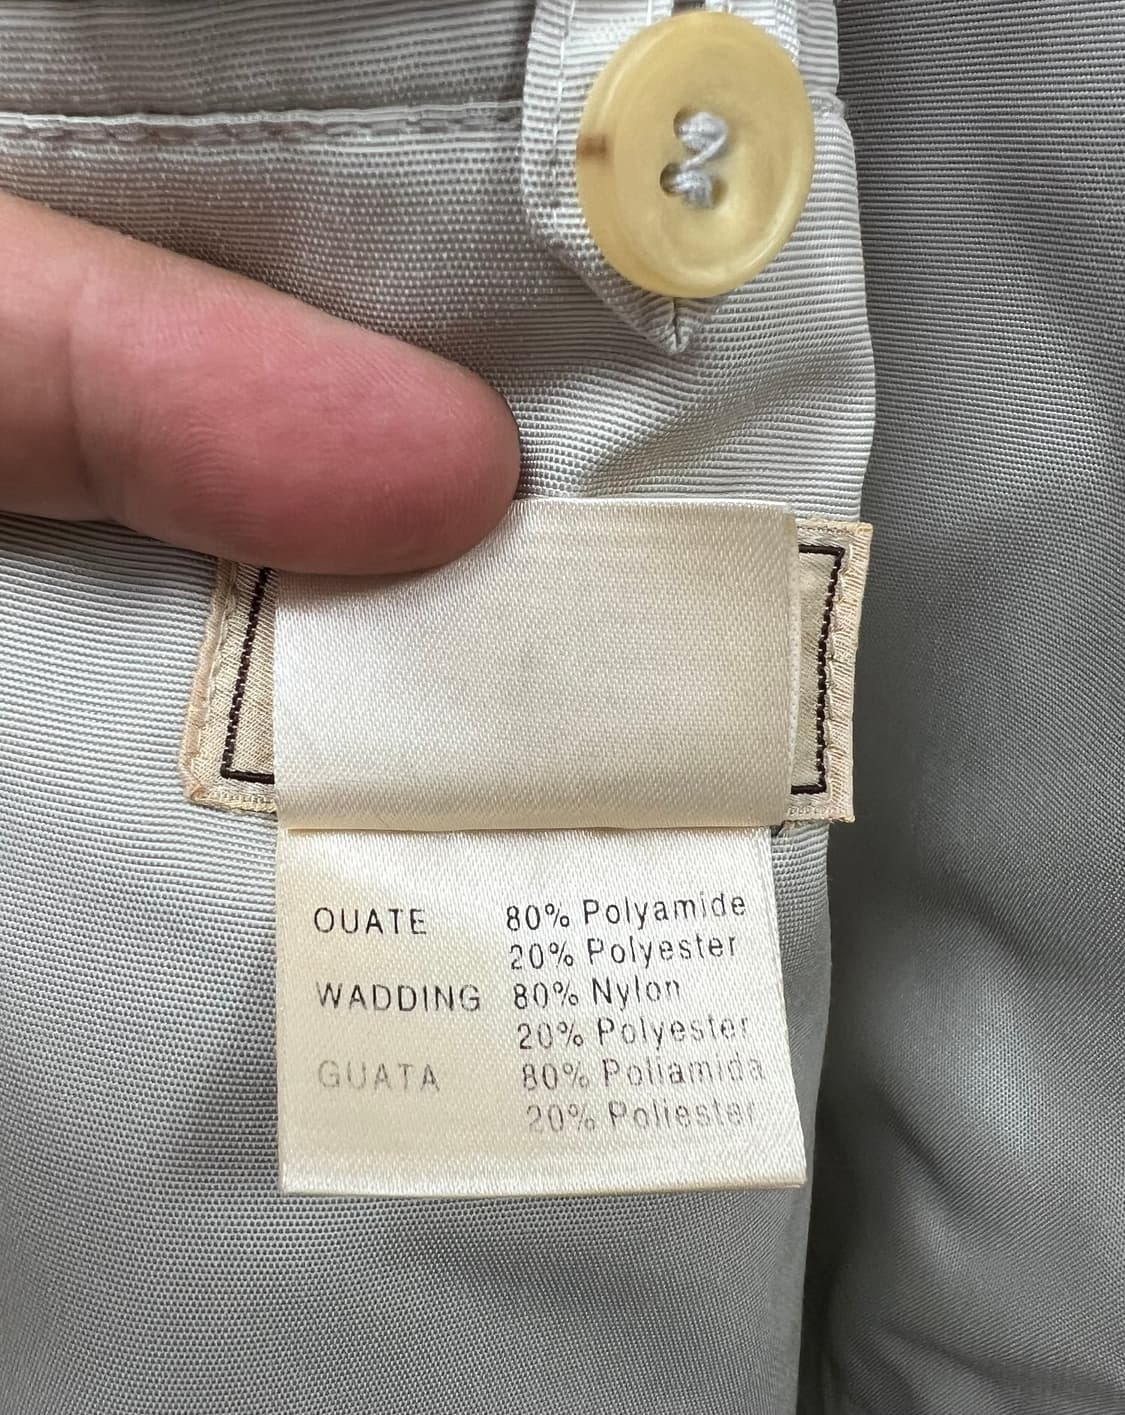 OUATE 80% Polyamide
20% Polyester
WADDING 80% Nylon
20% Polyester
GUATA 80% Poliamida
20% Poliester